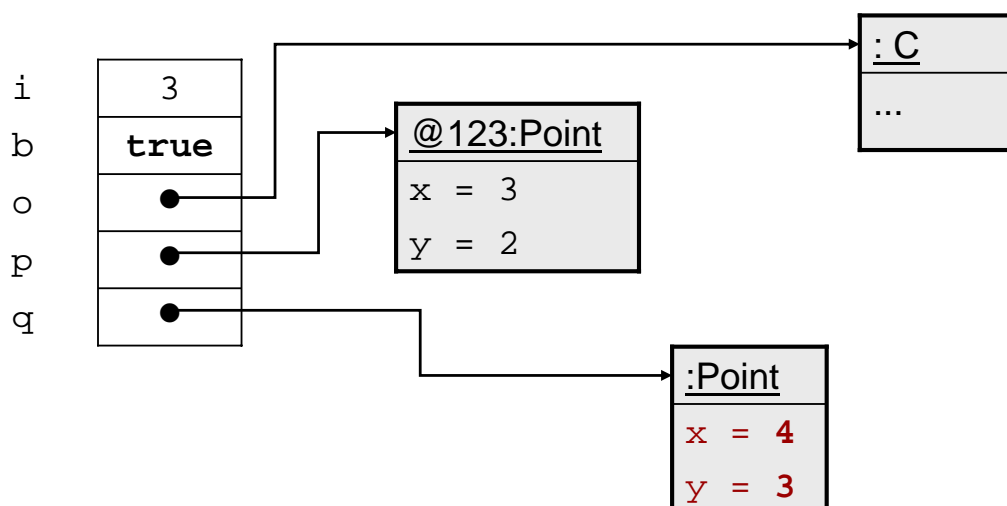 i 3
b true
o
p
q
: C
...
@123:Point
x = 3
y = 2
:Point
x = 4
y = 3